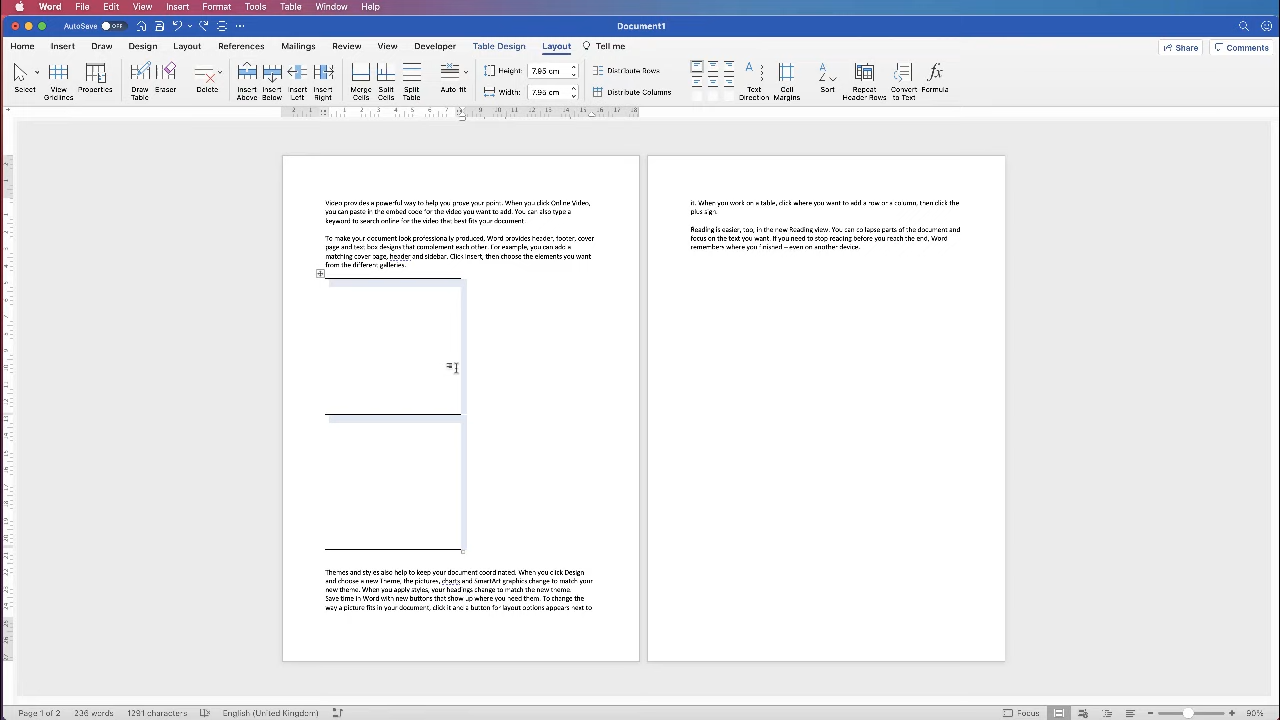 Word File Edit View Insert Format Tools Table Window Help
AutoSave OFF Document1
Home Insert Draw Design Layout References Mailings Review View Developer Table Design Layout Tell me Share Comments
Select View Gridlines Properties Draw Table Eraser Delete Insert Above Insert Below Insert Left Insert Right Merge Cells Split Cells Split Table Auto-fit Height: 7.95 cm Width: 7.95 cm Distribute Rows Distribute Columns Text Direction Cell Margins Sort Repeat Header Rows Convert to Text Formula
Video provides a powerful way to help you prove your point. When you click Online Video,
you can paste in the embed code for the video you want to add. You can also type a
keyword to search online for the video that best fits your document.
To make your document look professionally produced, Word provides header, footer, cover
page and text box designs that complement each other. For example, you can add a
matching cover page, header and sidebar. Click Insert, then choose the elements you want
from the different galleries.
Themes and styles also help to keep your document coordinated. When you click Design
and choose a new Theme, the pictures, charts and SmartArt graphics change to match your
new theme. When you apply styles, your headings change to match the new theme.
Save time in Word with new buttons that show up where you need them. To change the
way a picture fits in your document, click it and a button for layout options appears next to
it. When you work on a table, click where you want to add a row or a column, then click the
plus sign.
Reading is easier, too, in the new Reading view. You can collapse parts of the document and
focus on the text you want. If you need to stop reading before you reach the end, Word
remembers where you finished – even on another device.
Page 1 of 2 236 words 1291 characters English (United Kingdom) Focus 90%